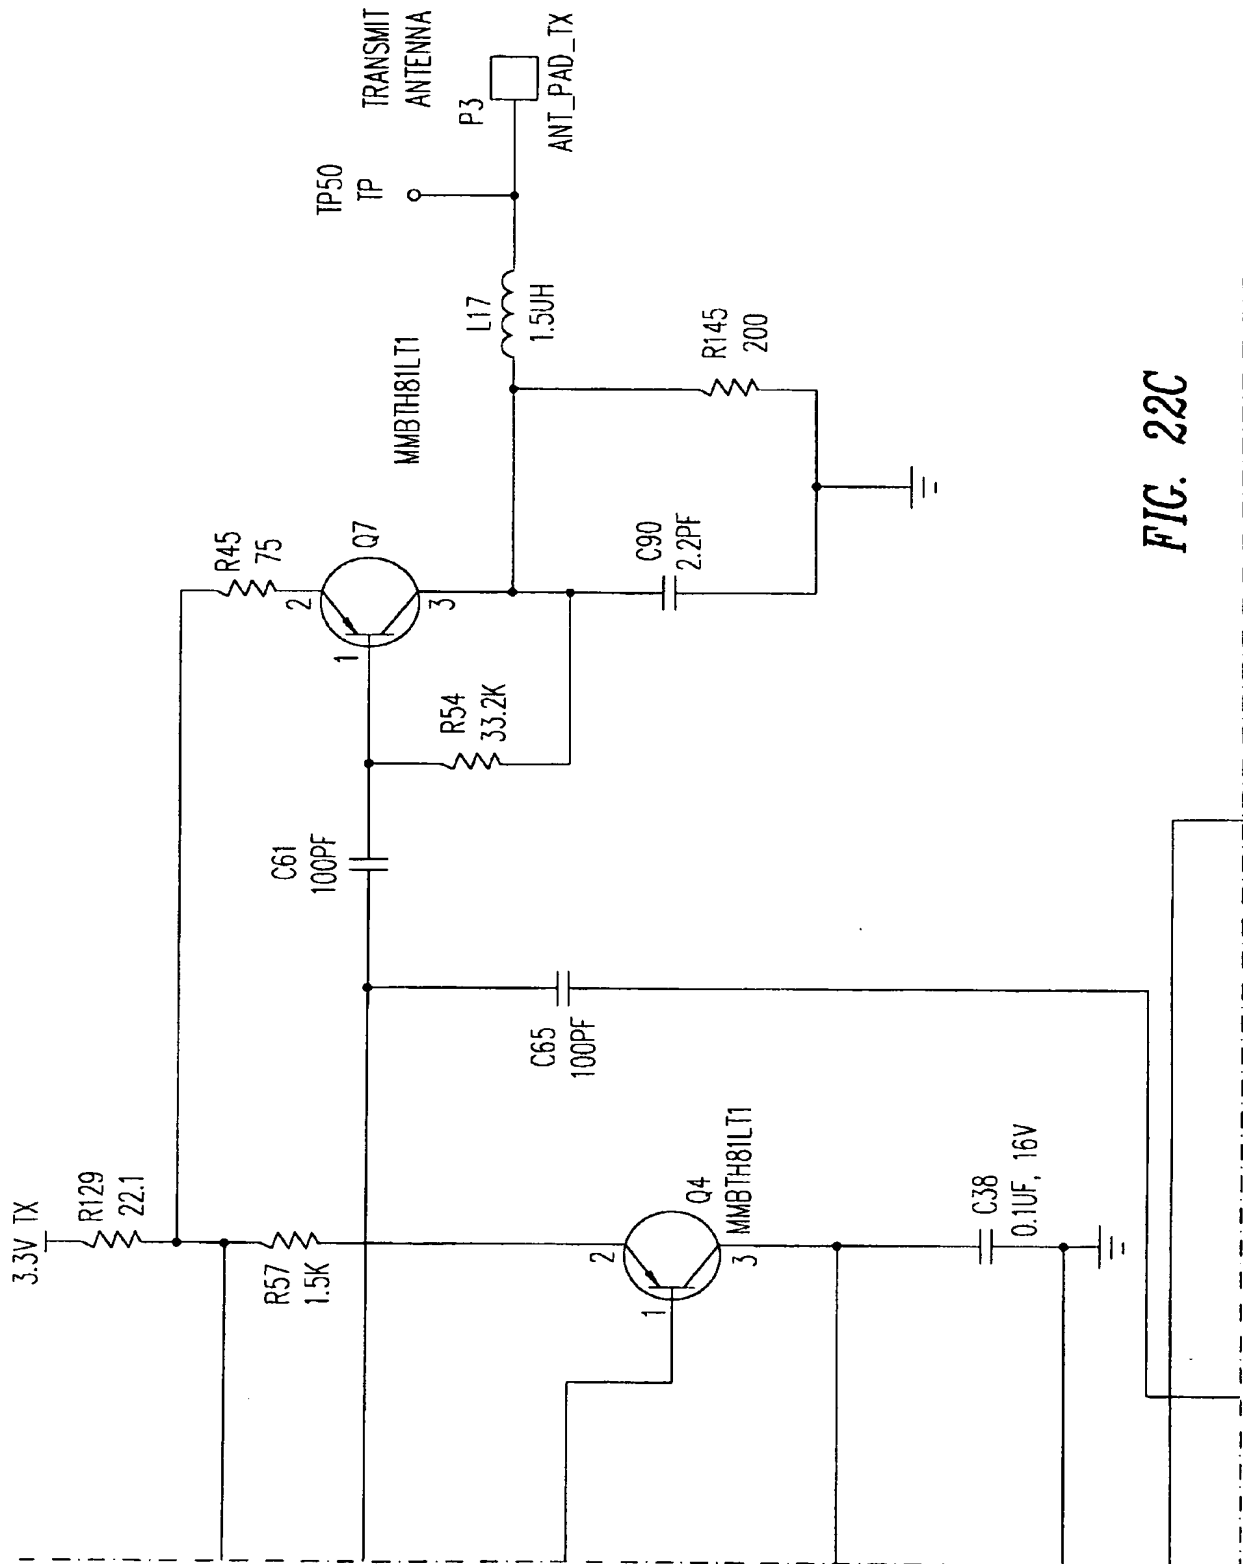 3.3V TX
R129
22.1
R57
1.5K
C61
100PF
C65
100PF
R45
75
2
1
3
Q7
MMBTH81LT1
R54
33.2K
C90
2.2PF
L17
1.5UH
R145
200
TP50
TP
TRANSMIT
ANTENNA
P3
ANT_PAD_TX
2
1
3
Q4
MMBTH81LT1
C38
0.1UF, 16V
FIG. 22C